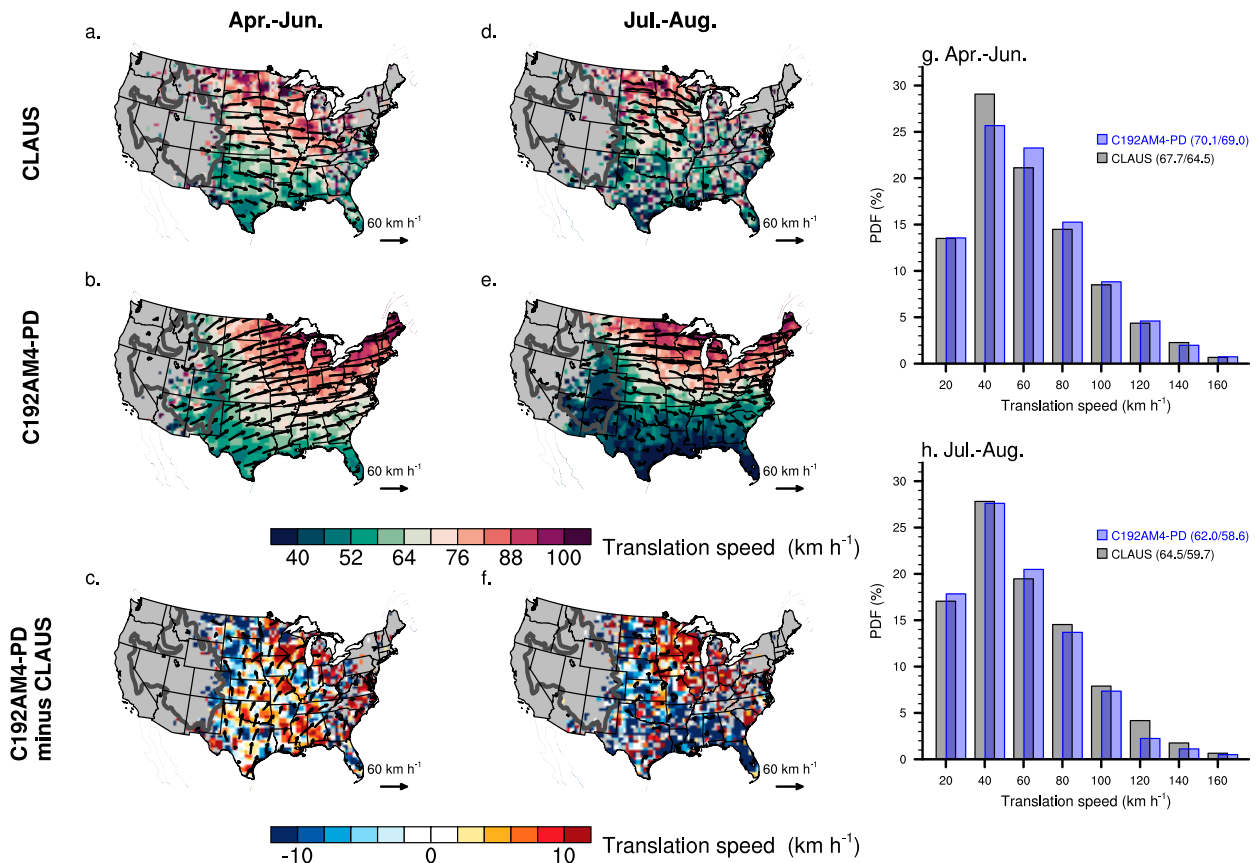 Apr.-Jun.
Jul.-Aug.
a.
d.
CLAUS
60 km h⁻¹
60 km h⁻¹
b.
e.
C192AM4-PD
60 km h⁻¹
60 km h⁻¹
40 52 64 76 88 100
Translation speed (km h⁻¹)
c.
f.
C192AM4-PD
minus CLAUS
60 km h⁻¹
60 km h⁻¹
-10 0 10
Translation speed (km h⁻¹)
g. Apr.-Jun.
PDF (%)
30
25
20
15
10
5
0
C192AM4-PD (70.1/69.0)
CLAUS (67.7/64.5)
20 40 60 80 100 120 140 160
Translation speed (km h⁻¹)
h. Jul.-Aug.
PDF (%)
30
25
20
15
10
5
0
C192AM4-PD (62.0/58.6)
CLAUS (64.5/59.7)
20 40 60 80 100 120 140 160
Translation speed (km h⁻¹)